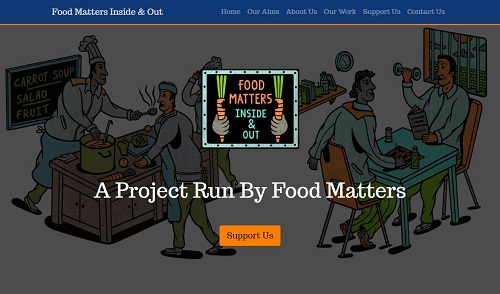 Food Matters Inside & Out
Home Our Aims About Us Our Work Support Us Contact Us
CARROT SOUP
SALAD
FRUIT
FOOD
MATTERS
INSIDE
&
OUT
A Project Run By Food Matters
Support Us